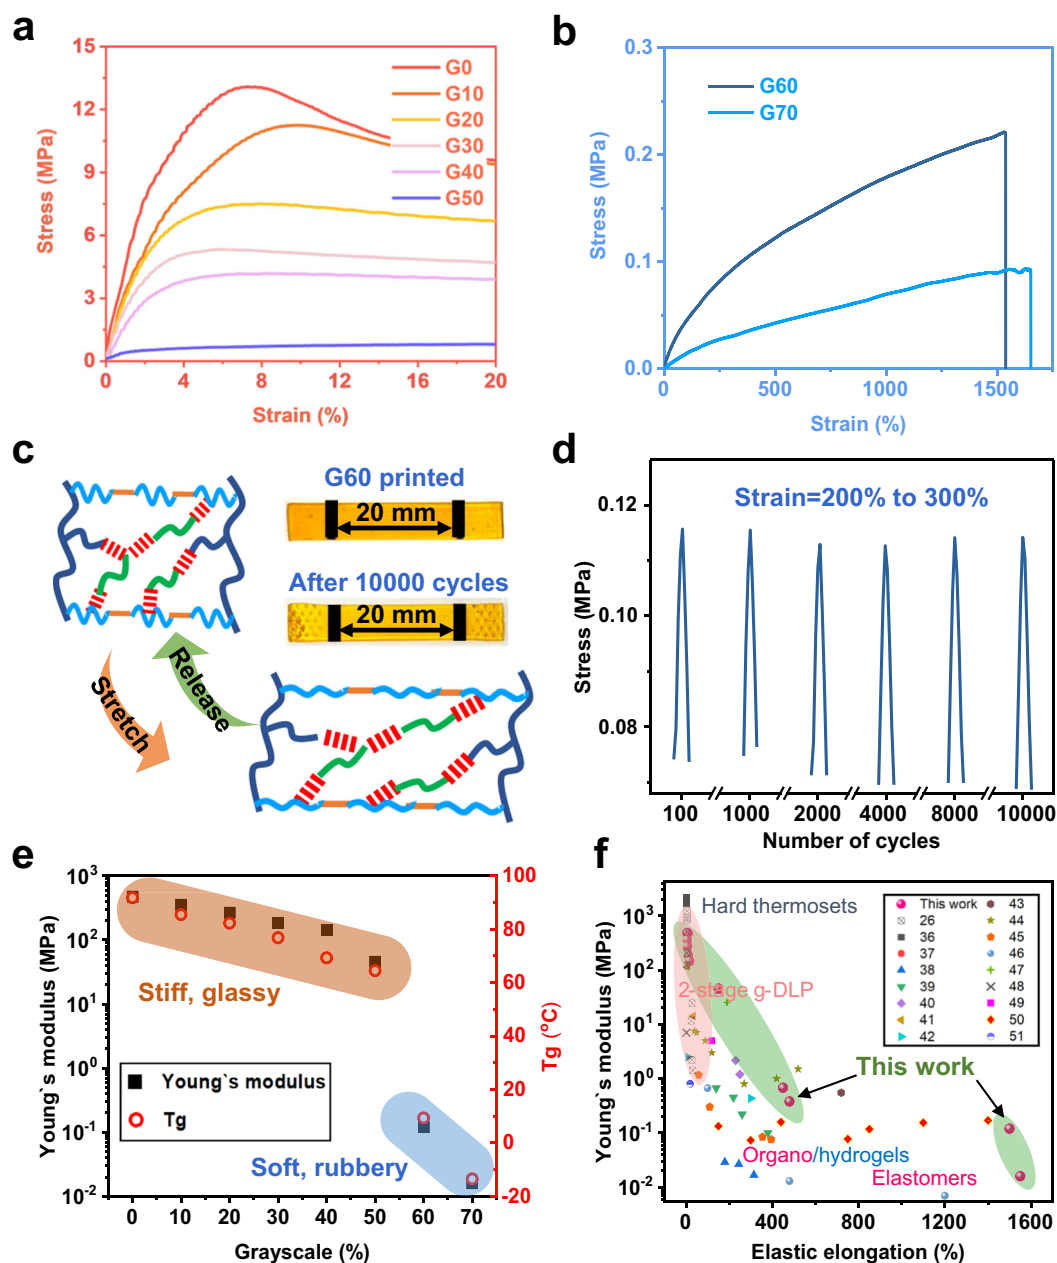 a
15
12
9
6
3
0
Stress (MPa)
G0
G10
G20
G30
G40
G50
0 4 8 12 16 20
Strain (%)
b
0.3
0.2
0.1
0.0
Stress (MPa)
G60
G70
0 500 1000 1500
Strain (%)
c
G60 printed
20 mm
After 10000 cycles
20 mm
Release
Stretch
d
0.12
0.10
0.08
Stress (MPa)
Strain=200% to 300%
100 1000 2000 4000 8000 10000
Number of cycles
e
10³
10²
10¹
10⁰
10⁻¹
10⁻²
Young`s modulus (MPa)
100
80
60
40
20
0
-20
Tg (°C)
Stiff, glassy
Young`s modulus
Tg
Soft, rubbery
0 10 20 30 40 50 60 70
Grayscale (%)
f
10³
10²
10¹
10⁰
10⁻¹
10⁻²
Young`s modulus (MPa)
Hard thermosets
2-stage g-DLP
This work
26
36
37
38
39
40
41
42
43
44
45
46
47
48
49
50
51
This work
Organo/hydrogels
Elastomers
0 400 800 1200 1600
Elastic elongation (%)